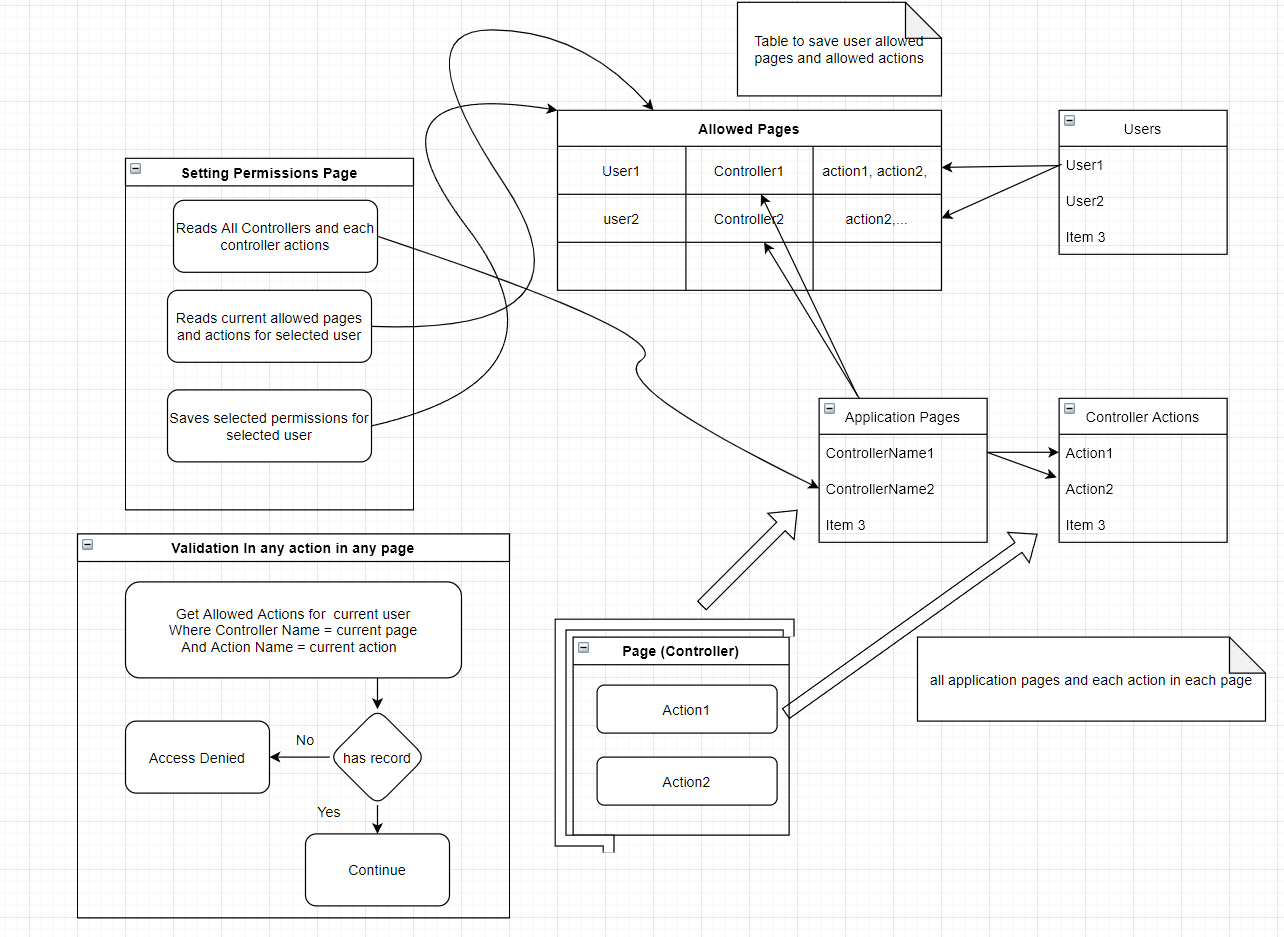 Table to save user allowed
pages and allowed actions
Allowed Pages
User1
Controller1
action1, action2,
user2
Controller2
action2,...
Users
User1
User2
Item 3
Setting Permissions Page
Reads All Controllers and each
controller actions
Reads current allowed pages
and actions for selected user
Saves selected permissions for
selected user
Application Pages
ControllerName1
ControllerName2
Item 3
Controller Actions
Action1
Action2
Item 3
Validation In any action in any page
Get Allowed Actions for  current user
Where Controller Name = current page
And Action Name = current action
has record
No
Access Denied
Yes
Continue
Page (Controller)
Action1
Action2
all application pages and each action in each page